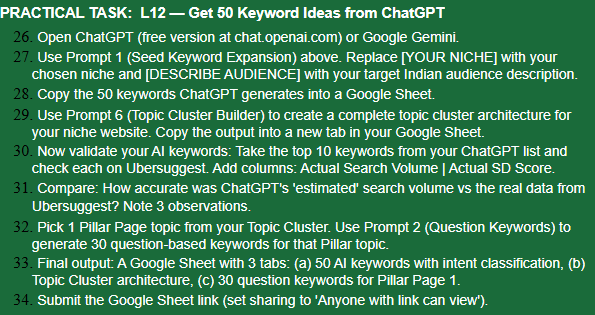 PRACTICAL TASK:  L12 — Get 50 Keyword Ideas from ChatGPT
26. Open ChatGPT (free version at chat.openai.com) or Google Gemini.
27. Use Prompt 1 (Seed Keyword Expansion) above. Replace [YOUR NICHE] with your
chosen niche and [DESCRIBE AUDIENCE] with your target Indian audience description.
28. Copy the 50 keywords ChatGPT generates into a Google Sheet.
29. Use Prompt 6 (Topic Cluster Builder) to create a complete topic cluster architecture for
your niche website. Copy the output into a new tab in your Google Sheet.
30. Now validate your AI keywords: Take the top 10 keywords from your ChatGPT list and
check each on Ubersuggest. Add columns: Actual Search Volume | Actual SD Score.
31. Compare: How accurate was ChatGPT's 'estimated' search volume vs the real data from
Ubersuggest? Note 3 observations.
32. Pick 1 Pillar Page topic from your Topic Cluster. Use Prompt 2 (Question Keywords) to
generate 30 question-based keywords for that Pillar topic.
33. Final output: A Google Sheet with 3 tabs: (a) 50 AI keywords with intent classification, (b)
Topic Cluster architecture, (c) 30 question keywords for Pillar Page 1.
34. Submit the Google Sheet link (set sharing to 'Anyone with link can view').